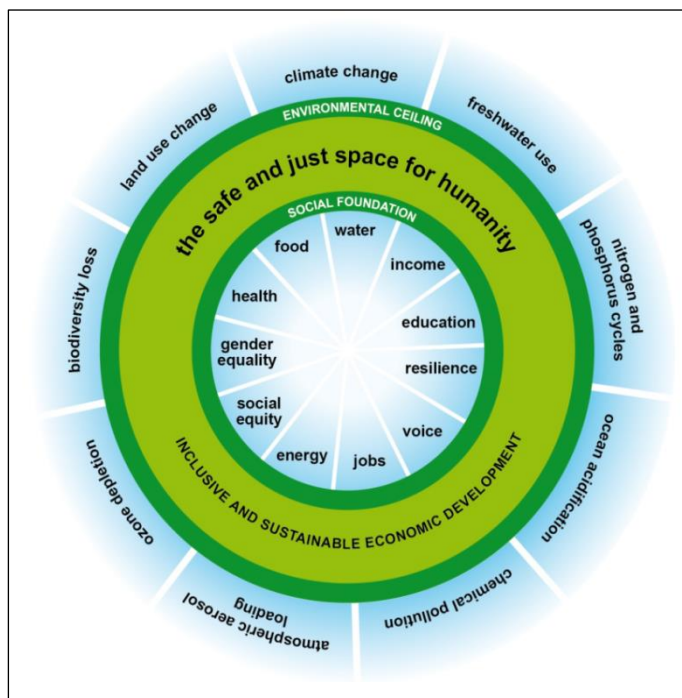 climate change
freshwater use
nitrogen and
phosphorus cycles
ocean acidification
chemical pollution
atmospheric aerosol
loading
ozone depletion
biodiversity loss
land use change
ENVIRONMENTAL CEILING
the safe and just space for humanity
SOCIAL FOUNDATION
water
income
education
resilience
voice
jobs
energy
social
equity
gender
equality
health
food
INCLUSIVE AND SUSTAINABLE ECONOMIC DEVELOPMENT